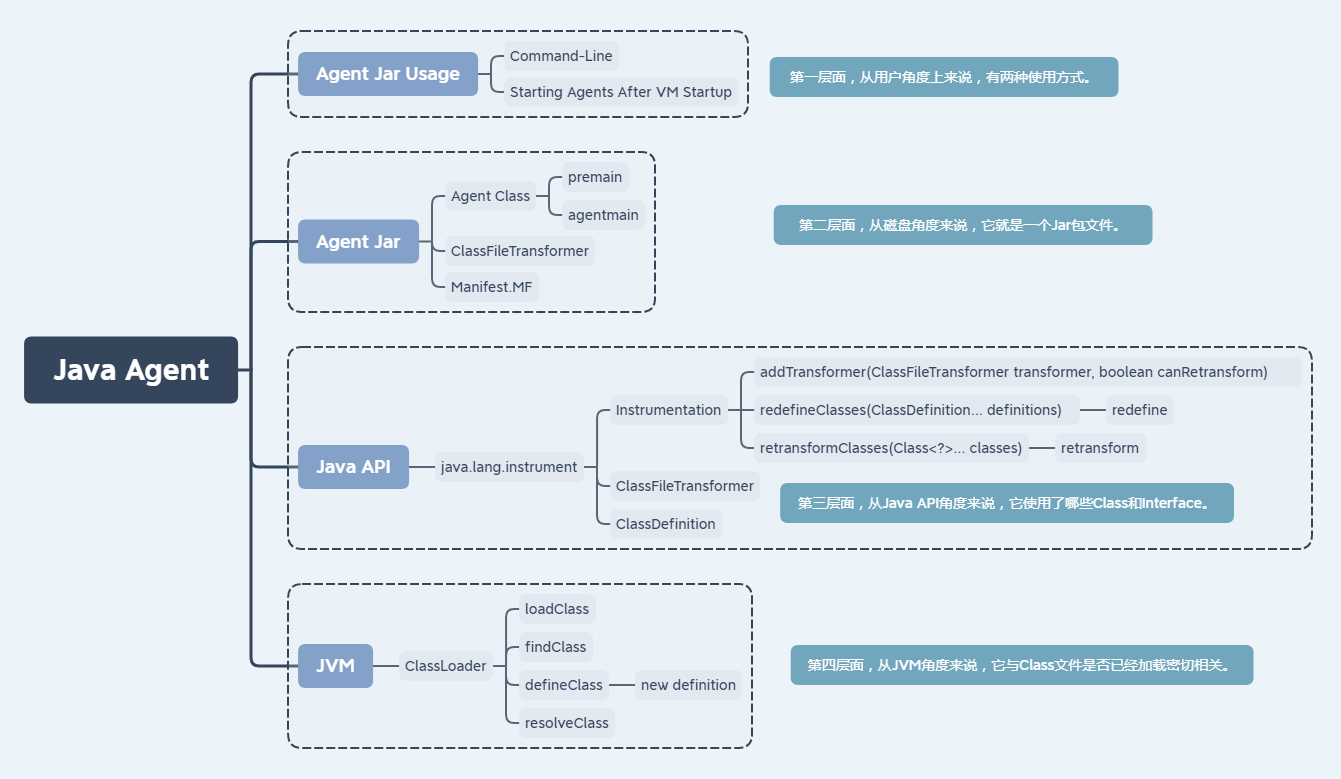 Java Agent
Agent Jar Usage
Command-Line
Starting Agents After VM Startup
第一层面，从用户角度上来说，有两种使用方式。
Agent Jar
Agent Class
premain
agentmain
ClassFileTransformer
Manifest.MF
第二层面，从磁盘角度来说，它就是一个Jar包文件。
Java API
java.lang.instrument
Instrumentation
addTransformer(ClassFileTransformer transformer, boolean canRetransform)
redefineClasses(ClassDefinition... definitions)
redefine
retransformClasses(Class<?>... classes)
retransform
ClassFileTransformer
ClassDefinition
第三层面，从Java API角度来说，它使用了哪些Class和Interface。
JVM
ClassLoader
loadClass
findClass
defineClass
new definition
resolveClass
第四层面，从JVM角度来说，它与Class文件是否已经加载密切相关。